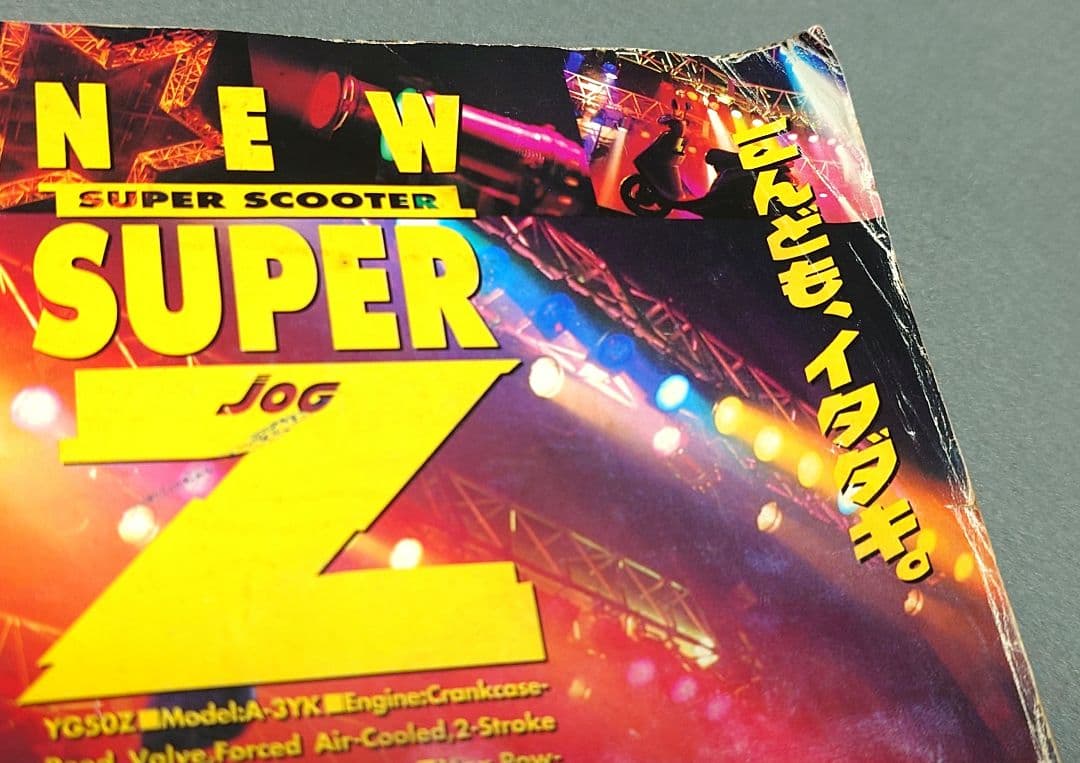 NEW
SUPER SCOOTER
SUPER
JOG
Z
こんども、イタダキ。
YG50Z ■Model:A-3YK ■Engine:Crankcase-
Reed Valve,Forced Air-Cooled,2-Stroke